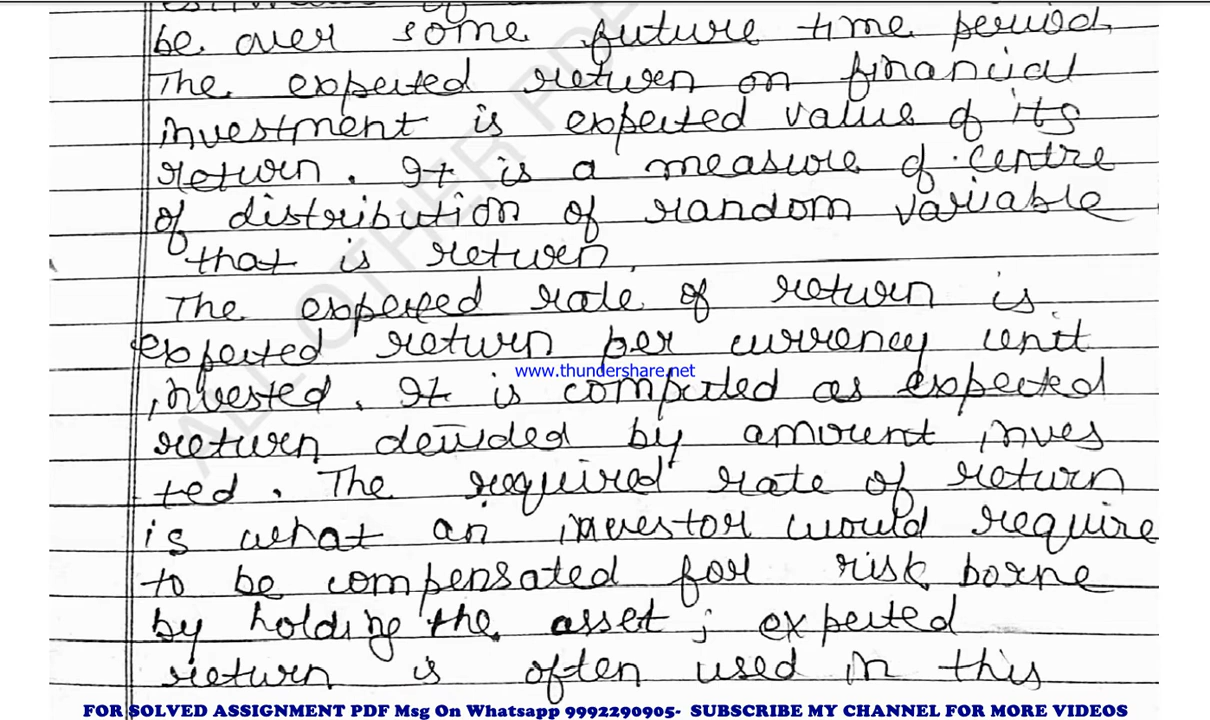 be over some future time period.
The expected return on financial
investment is expected value of its
return. It is a measure of centre
of distribution of random variable
that is return.
The expected rate of return is
expected return per currency unit
www.thundershare.net
invested. It is computed as expected
return devided by amount inves
ted. The required rate of return
is what an investor would require
to be compensated for risk borne
by holding the asset; expected
return is often used in this
FOR SOLVED ASSIGNMENT PDF Msg On Whatsapp 9992290905- SUBSCRIBE MY CHANNEL FOR MORE VIDEOS